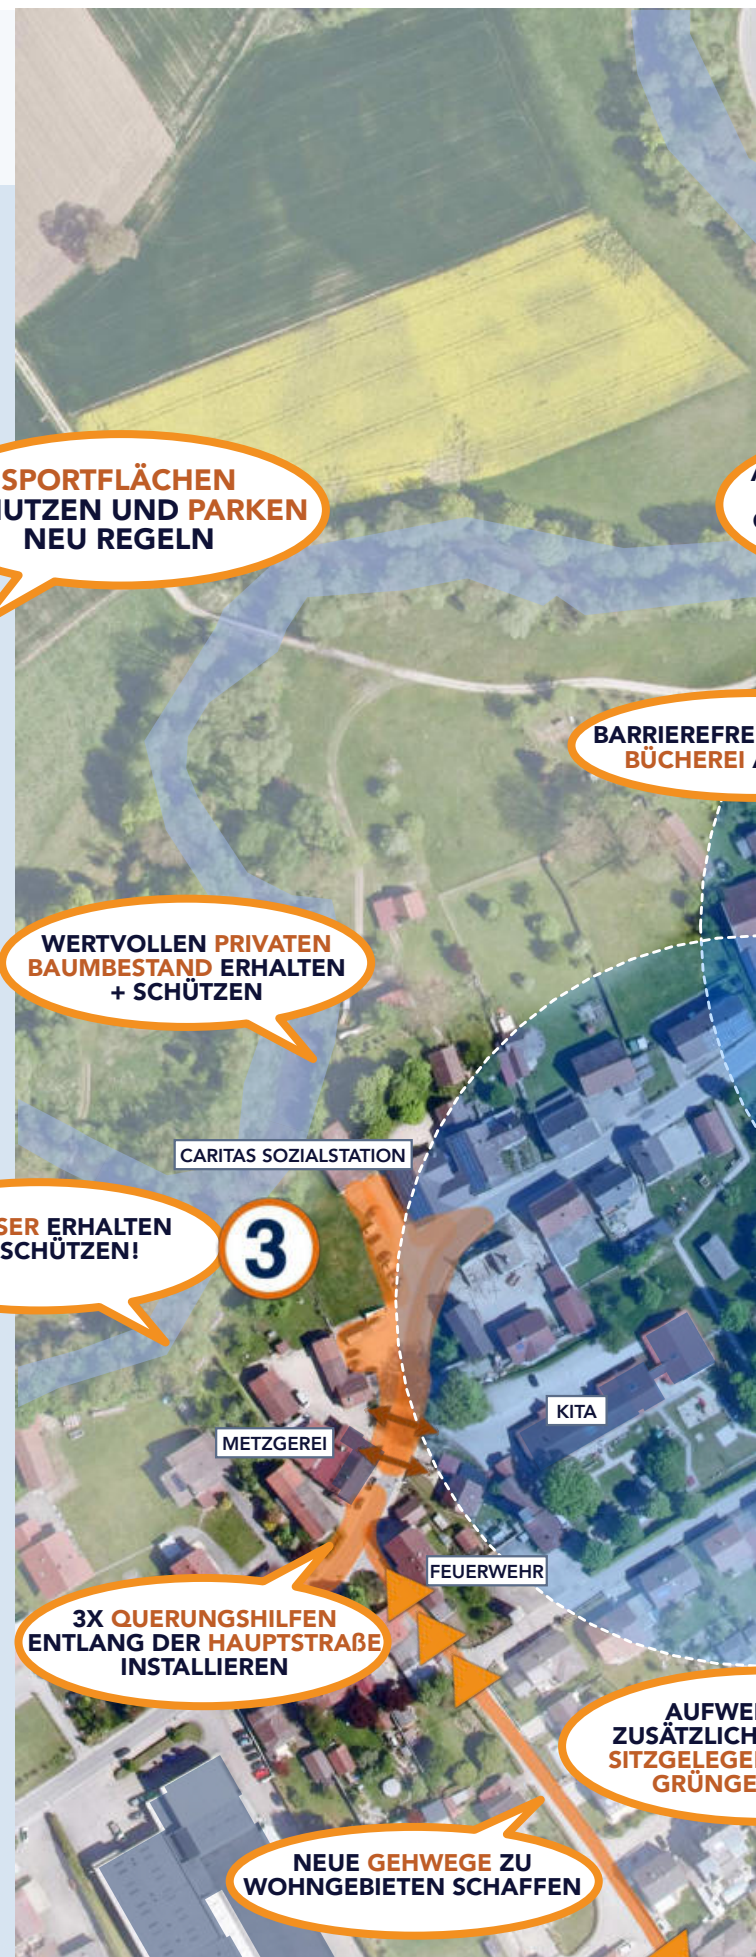 SPORTFLÄCHEN
UTZEN UND PARKEN
NEU REGELN
BARRIEREFRE
BÜCHEREI
WERTVOLLEN PRIVATEN
BAUMBESTAND ERHALTEN
+ SCHÜTZEN
CARITAS SOZIALSTATION
SER ERHALTEN
SCHÜTZEN!
3
KITA
METZGEREI
FEUERWEHR
3X QUERUNGSHILFEN
ENTLANG DER HAUPTSTRAßE
INSTALLIEREN
AUFWE
ZUSÄTZLICH
SITZGELEGE
GRÜNGE
NEUE GEHWEGE ZU
WOHNGEBIETEN SCHAFFEN